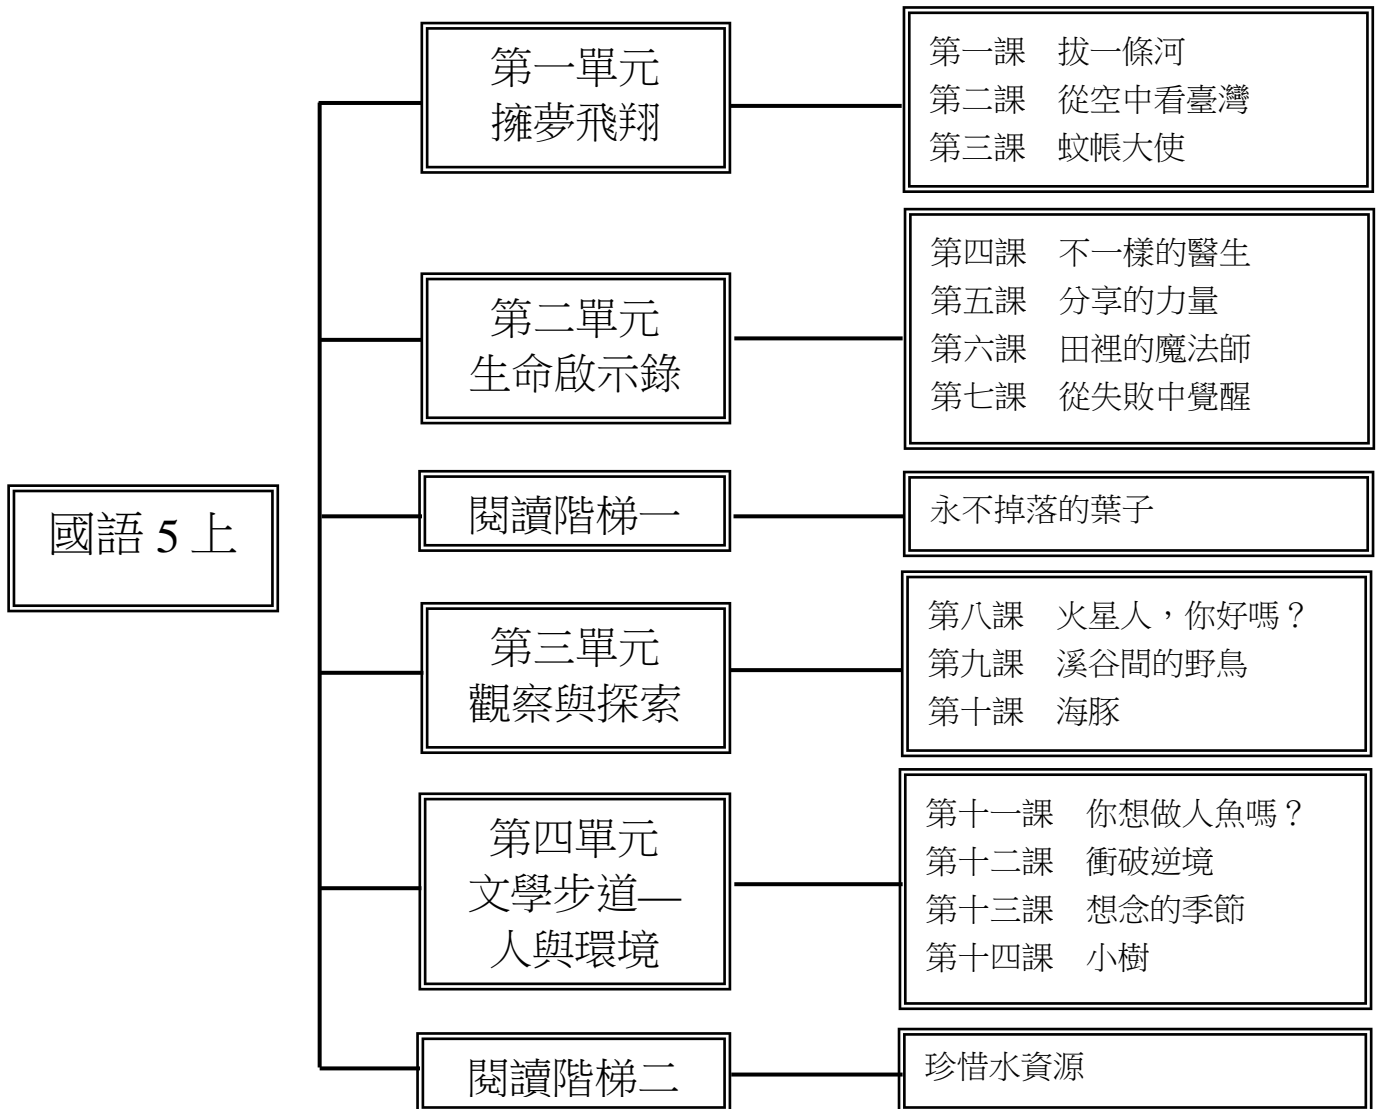 國語 5 上
第一單元
擁夢飛翔
第一課　拔一條河
第二課　從空中看臺灣
第三課　蚊帳大使
第二單元
生命啟示錄
第四課　不一樣的醫生
第五課　分享的力量
第六課　田裡的魔法師
第七課　從失敗中覺醒
閱讀階梯一
永不掉落的葉子
第三單元
觀察與探索
第八課　火星人，你好嗎？
第九課　溪谷間的野鳥
第十課　海豚
第四單元
文學步道—
人與環境
第十一課　你想做人魚嗎？
第十二課　衝破逆境
第十三課　想念的季節
第十四課　小樹
閱讀階梯二
珍惜水資源